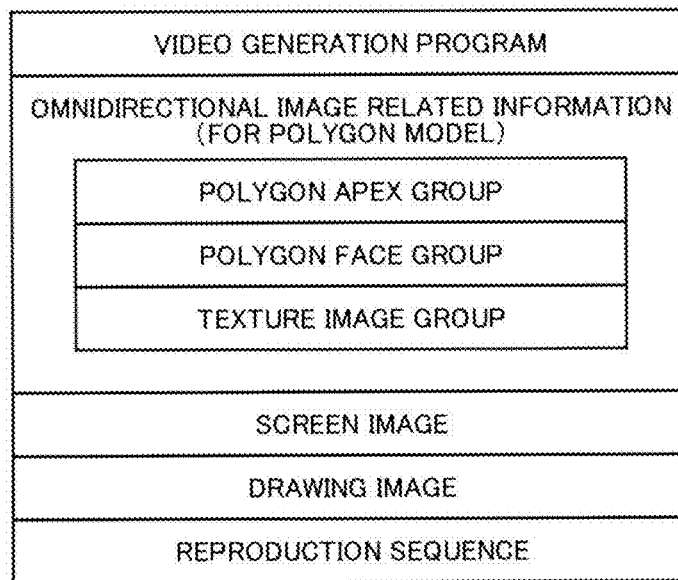 VIDEO GENERATION PROGRAM
OMNIDIRECTIONAL IMAGE RELATED INFORMATION
(FOR POLYGON MODEL)
POLYGON APEX GROUP
POLYGON FACE GROUP
TEXTURE IMAGE GROUP
SCREEN IMAGE
DRAWING IMAGE
REPRODUCTION SEQUENCE